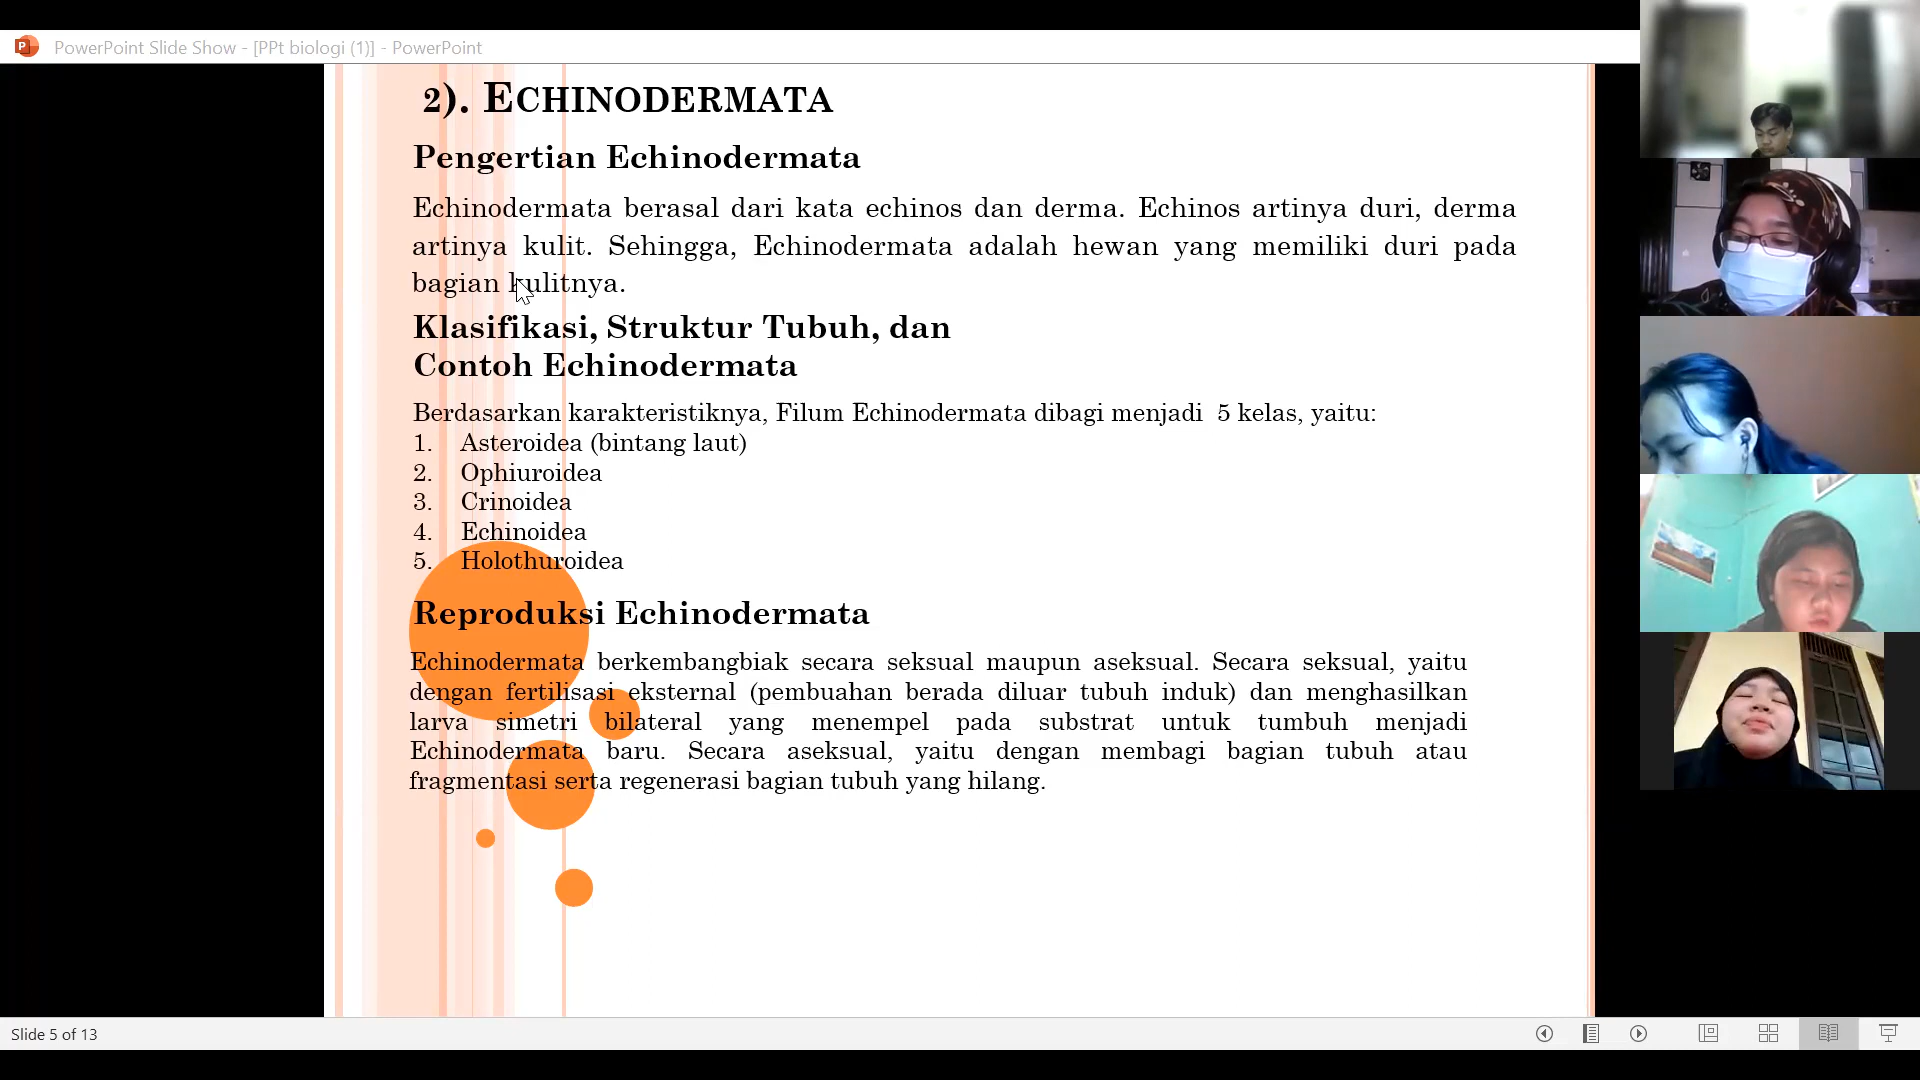 PowerPoint Slide Show - [PPt biologi (1)] - PowerPoint
2). ECHINODERMATA
Pengertian Echinodermata
Echinodermata berasal dari kata echinos dan derma. Echinos artinya duri, derma
artinya kulit. Sehingga, Echinodermata adalah hewan yang memiliki duri pada
bagian kulitnya.
Klasifikasi, Struktur Tubuh, dan
Contoh Echinodermata
Berdasarkan karakteristiknya, Filum Echinodermata dibagi menjadi 5 kelas, yaitu:
1. Asteroidea (bintang laut)
2. Ophiuroidea
3. Crinoidea
4. Echinoidea
5. Holothuroidea
Reproduksi Echinodermata
Echinodermata berkembangbiak secara seksual maupun aseksual. Secara seksual, yaitu
dengan fertilisasi eksternal (pembuahan berada diluar tubuh induk) dan menghasilkan
larva simetri bilateral yang menempel pada substrat untuk tumbuh menjadi
Echinodermata baru. Secara aseksual, yaitu dengan membagi bagian tubuh atau
fragmentasi serta regenerasi bagian tubuh yang hilang.
Slide 5 of 13